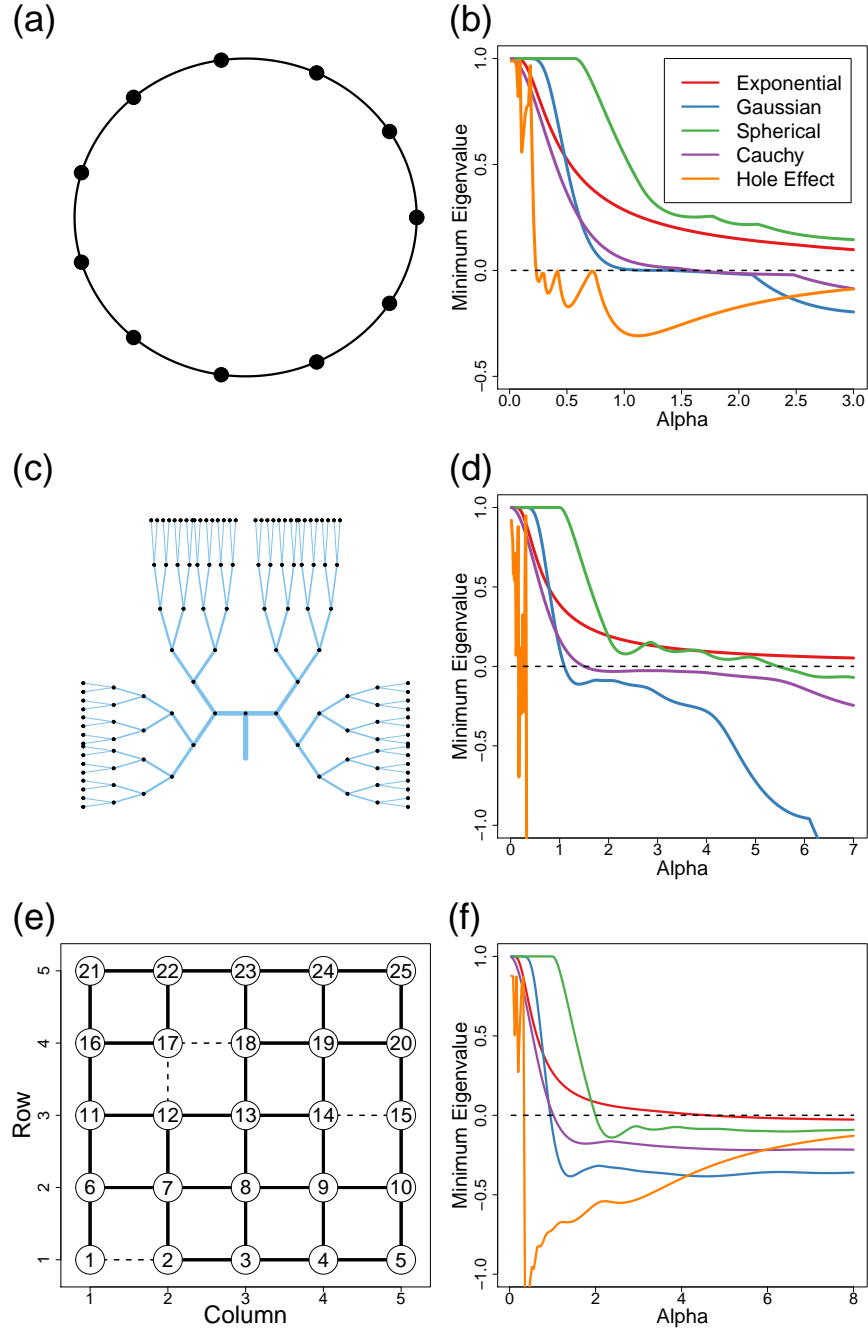 (a)
(b)
Minimum Eigenvalue
1.0
0.5
0.0
−0.5
Exponential
Gaussian
Spherical
Cauchy
Hole Effect
0.0 0.5 1.0 1.5 2.0 2.5 3.0
Alpha
(c)
(d)
Minimum Eigenvalue
1.0
0.5
0.0
−0.5
−1.0
0 1 2 3 4 5 6 7
Alpha
(e)
Row
5
4
3
2
1
21 22 23 24 25
16 17 18 19 20
11 12 13 14 15
6 7 8 9 10
1 2 3 4 5
1 2 3 4 5
Column
(f)
Minimum Eigenvalue
1.0
0.5
0.0
−0.5
−1.0
0 2 4 6 8
Alpha